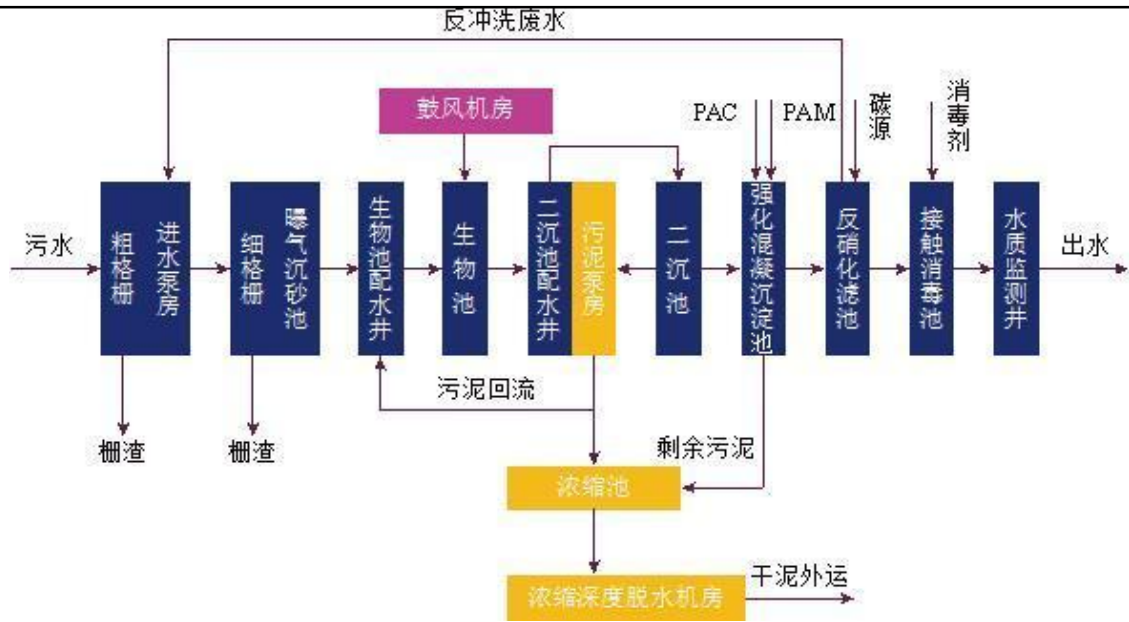 反冲洗废水
鼓风机房
PAC
PAM
碳源
消毒剂
污水
粗格栅
进水泵房
细格栅
曝气沉砂池
生物池配水井
生物池
二沉池配水井
污泥泵房
二沉池
强化混凝沉淀池
反硝化滤池
接触消毒池
水质监测井
出水
污泥回流
栅渣
栅渣
剩余污泥
浓缩池
浓缩深度脱水机房
干泥外运